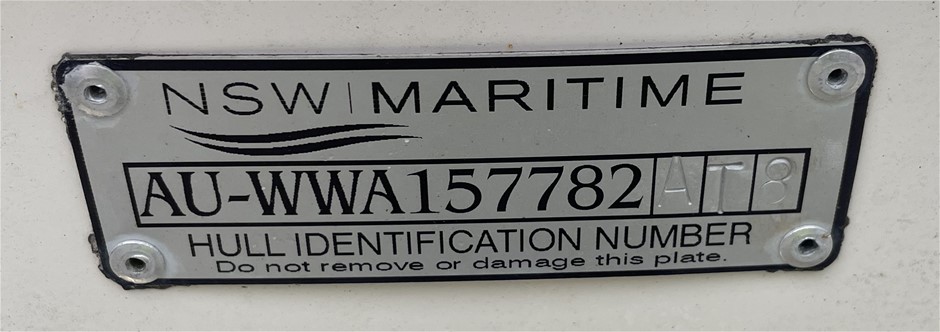 NSW | MARITIME
AU-WWA157782AT8
HULL IDENTIFICATION NUMBER
Do not remove or damage this plate.